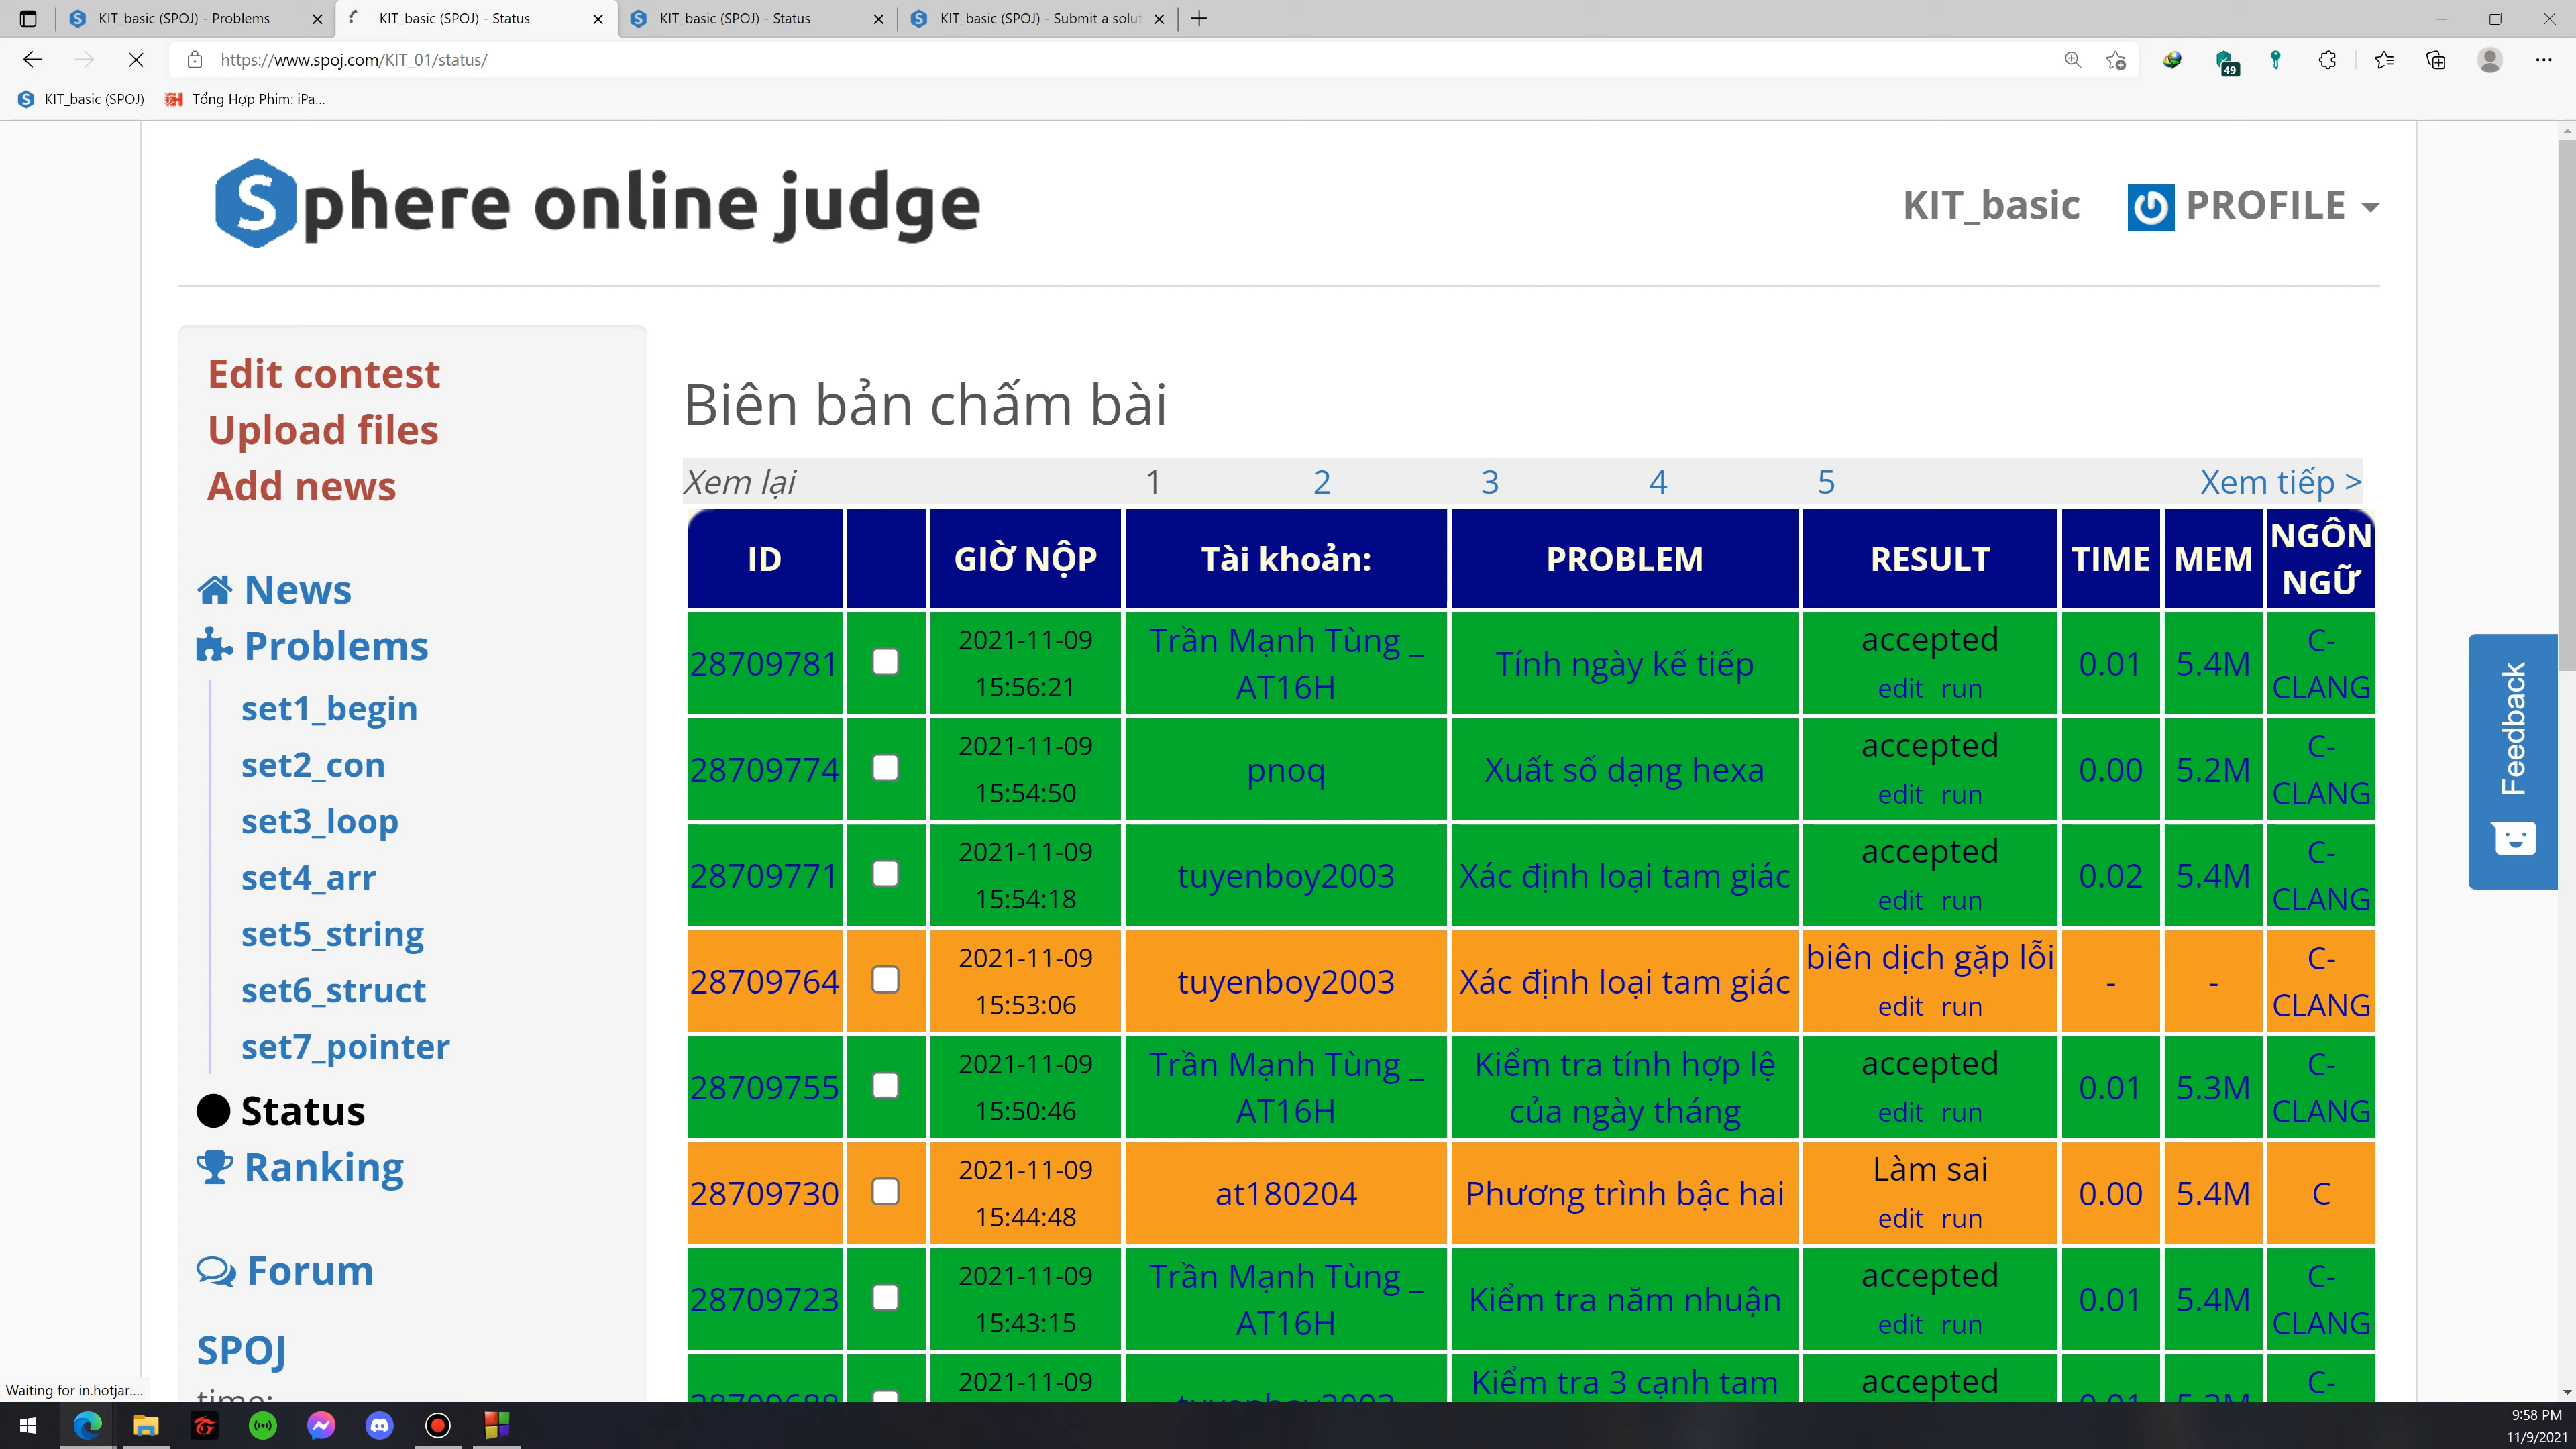 KIT_basic (SPOJ) - Problems
KIT_basic (SPOJ) - Status
KIT_basic (SPOJ) - Status
KIT_basic (SPOJ) - Submit a solut
https://www.spoj.com/KIT_01/status/
49
KIT_basic (SPOJ)
Tổng Hợp Phim: iPa...
Sphere online judge
KIT_basic
PROFILE
Edit contest
Upload files
Add news
News
Problems
set1_begin
set2_con
set3_loop
set4_arr
set5_string
set6_struct
set7_pointer
Status
Ranking
Forum
SPOJ
time:
Biên bản chấm bài
Xem lại 1 2 3 4 5 Xem tiếp >
ID GIỜ NỘP Tài khoản: PROBLEM RESULT TIME MEM NGÔN NGỮ
28709781 2021-11-09 15:56:21 Trần Mạnh Tùng _ AT16H Tính ngày kế tiếp accepted edit run 0.01 5.4M C-CLANG
28709774 2021-11-09 15:54:50 pnoq Xuất số dạng hexa accepted edit run 0.00 5.2M C-CLANG
28709771 2021-11-09 15:54:18 tuyenboy2003 Xác định loại tam giác accepted edit run 0.02 5.4M C-CLANG
28709764 2021-11-09 15:53:06 tuyenboy2003 Xác định loại tam giác biên dịch gặp lỗi edit run - - C-CLANG
28709755 2021-11-09 15:50:46 Trần Mạnh Tùng _ AT16H Kiểm tra tính hợp lệ của ngày tháng accepted edit run 0.01 5.3M C-CLANG
28709730 2021-11-09 15:44:48 at180204 Phương trình bậc hai Làm sai edit run 0.00 5.4M C
28709723 2021-11-09 15:43:15 Trần Mạnh Tùng _ AT16H Kiểm tra năm nhuận accepted edit run 0.01 5.4M C-CLANG
28709688 2021-11-09 tuyenboy2003 Kiểm tra 3 cạnh tam accepted 0.01 5.3M C-
Feedback
Waiting for in.hotjar....
9:58 PM
11/9/2021